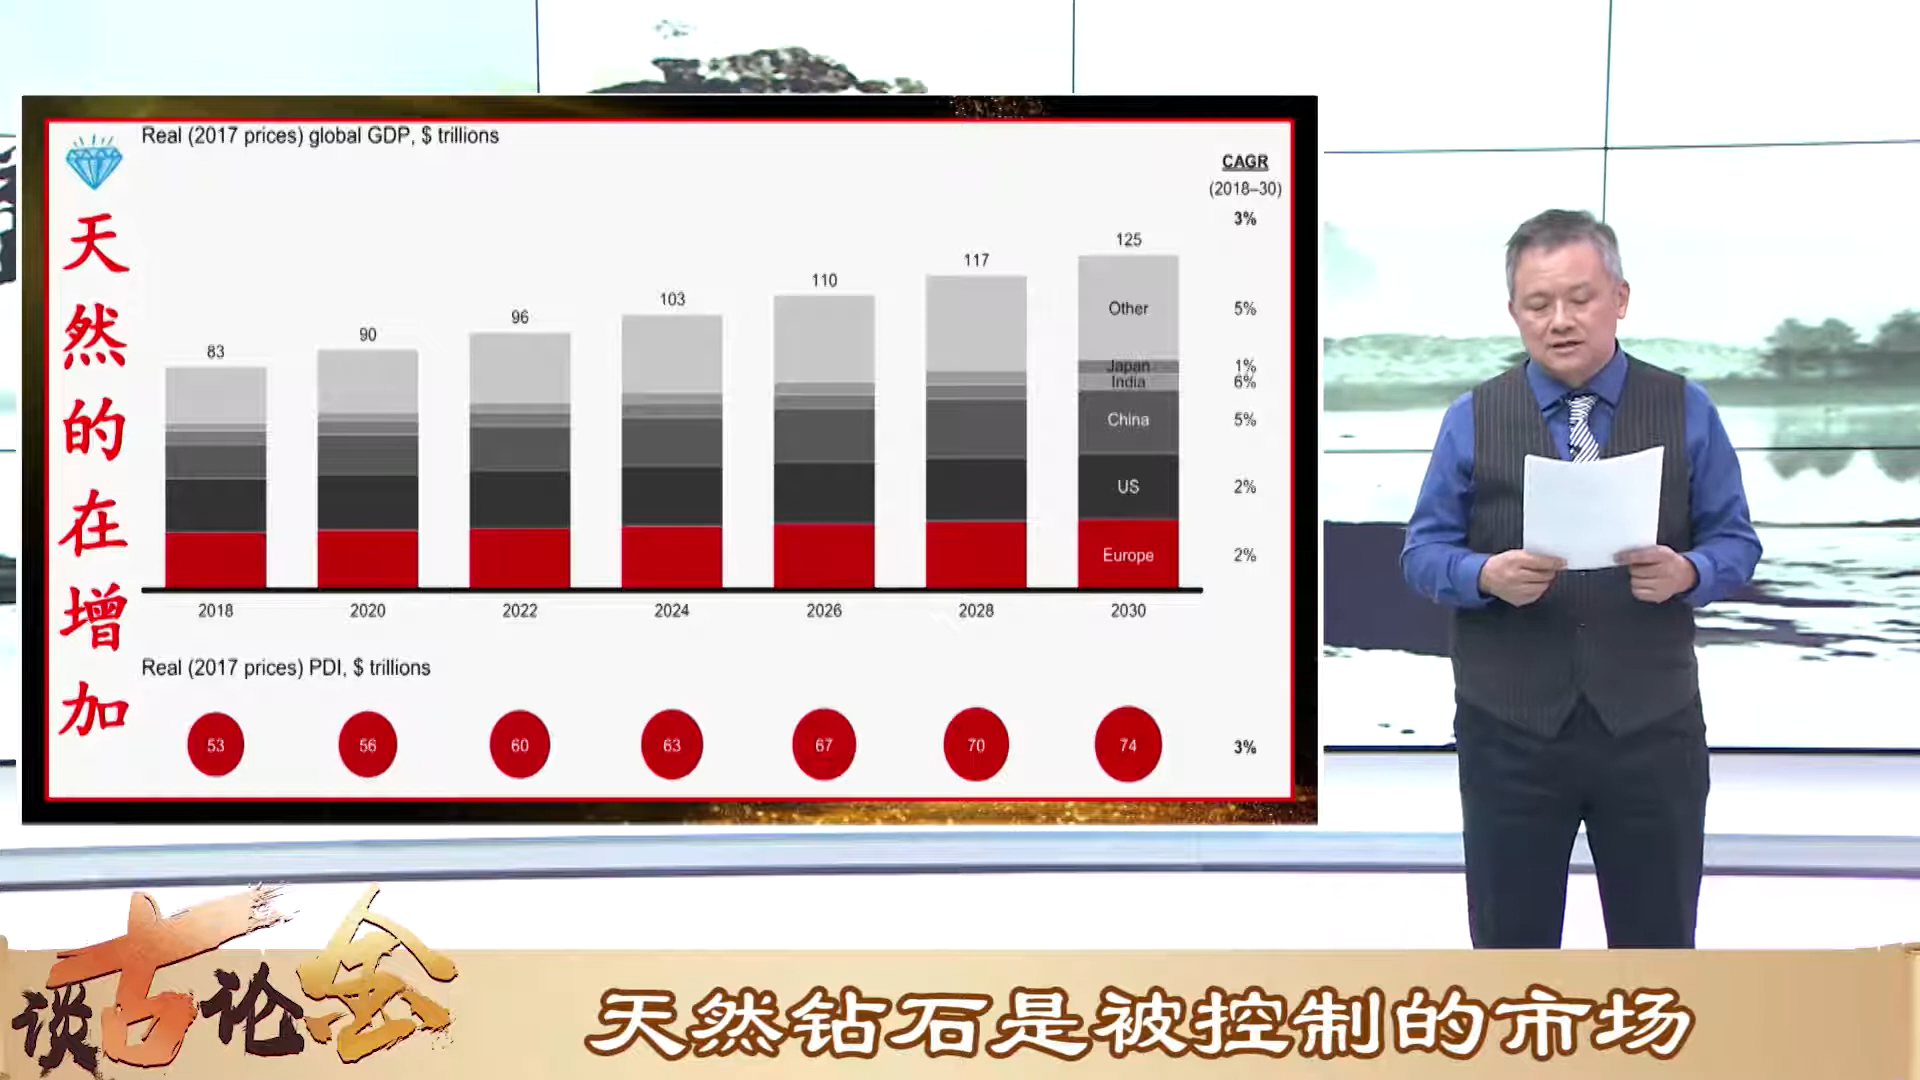 Real (2017 prices) global GDP, $ trillions
CAGR
(2018–30)
3%
天然的在增加
83 90 96 103 110 117 125
Other 5%
Japan 1%
India 6%
China 5%
US 2%
Europe 2%
2018 2020 2022 2024 2026 2028 2030
Real (2017 prices) PDI, $ trillions
53 56 60 63 67 70 74 3%
谈古论金
天然钻石是被控制的市场